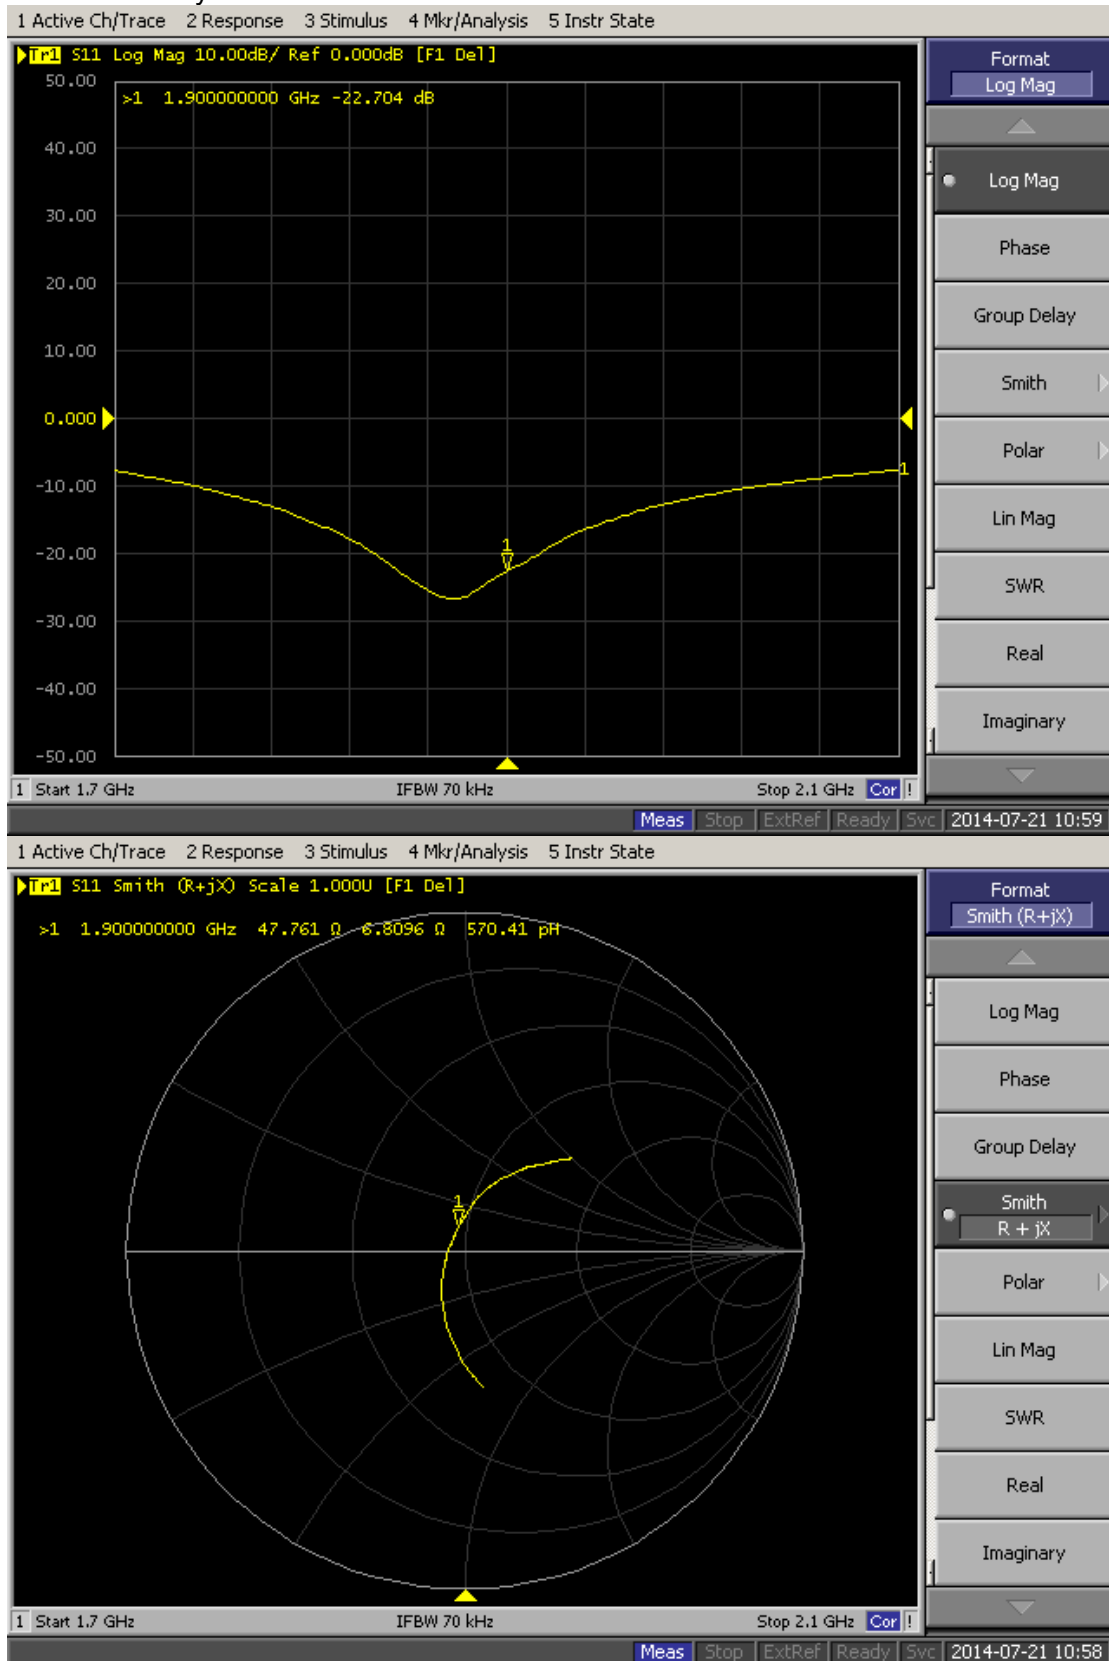 1 Active Ch/Trace 2 Response 3 Stimulus 4 Mkr/Analysis 5 Instr State
Tr1 S11 Log Mag 10.00dB/ Ref 0.000dB [F1 Del]
50.00
>1 1.900000000 GHz -22.704 dB
40.00
30.00
20.00
10.00
0.000
-10.00
-20.00
-30.00
-40.00
-50.00
1
1
Format
Log Mag
Log Mag
Phase
Group Delay
Smith
Polar
Lin Mag
SWR
Real
Imaginary
1 Start 1.7 GHz IFBW 70 kHz Stop 2.1 GHz Cor !
Meas Stop ExtRef Ready Svc 2014-07-21 10:59
1 Active Ch/Trace 2 Response 3 Stimulus 4 Mkr/Analysis 5 Instr State
Tr1 S11 Smith (R+jX) Scale 1.000U [F1 Del]
>1 1.900000000 GHz 47.761 Ω 6.8096 Ω 570.41 pH
1
Format
Smith (R+jX)
Log Mag
Phase
Group Delay
Smith
R + jX
Polar
Lin Mag
SWR
Real
Imaginary
1 Start 1.7 GHz IFBW 70 kHz Stop 2.1 GHz Cor !
Meas Stop ExtRef Ready Svc 2014-07-21 10:58